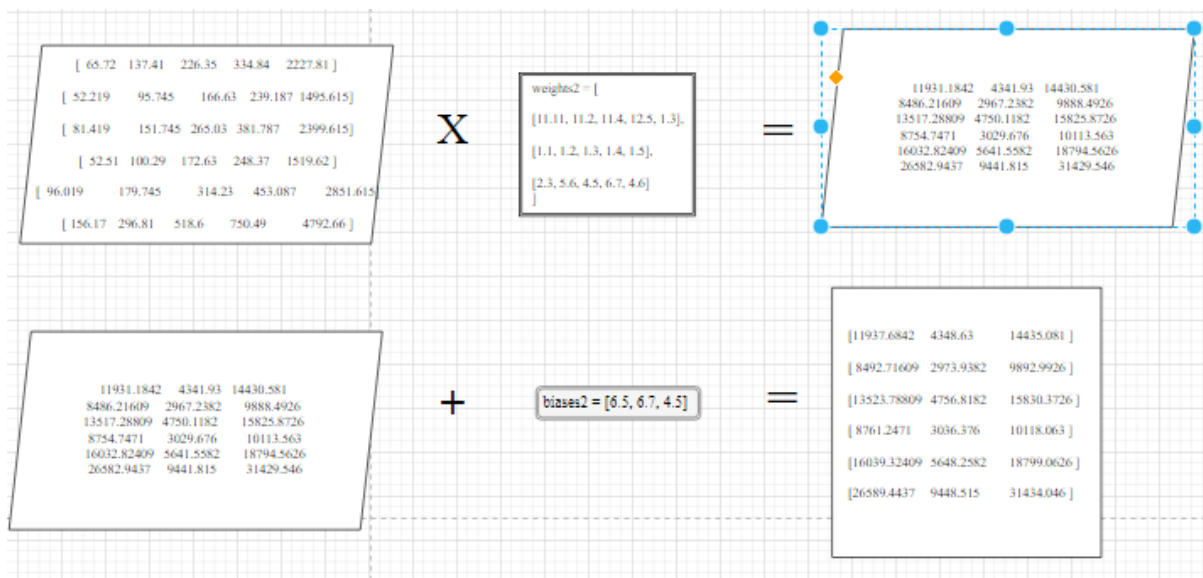 [ 65.72 137.41 226.35 334.84 2227.81 ]
[ 52.219 95.745 166.63 239.187 1495.615]
[ 81.419 151.745 265.03 381.787 2399.615]
[ 52.51 100.29 172.63 248.37 1519.62 ]
[ 96.019 179.745 314.23 453.087 2851.615
[ 156.17 296.81 518.6 750.49 4792.66 ]
X
weights2 = [
[11.11, 11.2, 11.4, 12.5, 1.3],
[1.1, 1.2, 1.3, 1.4, 1.5],
[2.3, 5.6, 4.5, 6.7, 4.6]
]
=
11931.1842 4341.93 14430.581
8486.21609 2967.2382 9888.4926
13517.28809 4750.1182 15825.8726
8754.7471 3029.676 10113.563
16032.82409 5641.5582 18794.5626
26582.9437 9441.815 31429.546
11931.1842 4341.93 14430.581
8486.21609 2967.2382 9888.4926
13517.28809 4750.1182 15825.8726
8754.7471 3029.676 10113.563
16032.82409 5641.5582 18794.5626
26582.9437 9441.815 31429.546
+
biases2 = [6.5, 6.7, 4.5]
=
[11937.6842 4348.63 14435.081 ]
[ 8492.71609 2973.9382 9892.9926 ]
[13523.78809 4756.8182 15830.3726 ]
[ 8761.2471 3036.376 10118.063 ]
[16039.32409 5648.2582 18799.0626 ]
[26589.4437 9448.515 31434.046 ]